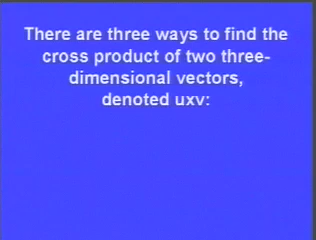 There are three ways to find the
cross product of two three-
dimensional vectors,
denoted uxv: